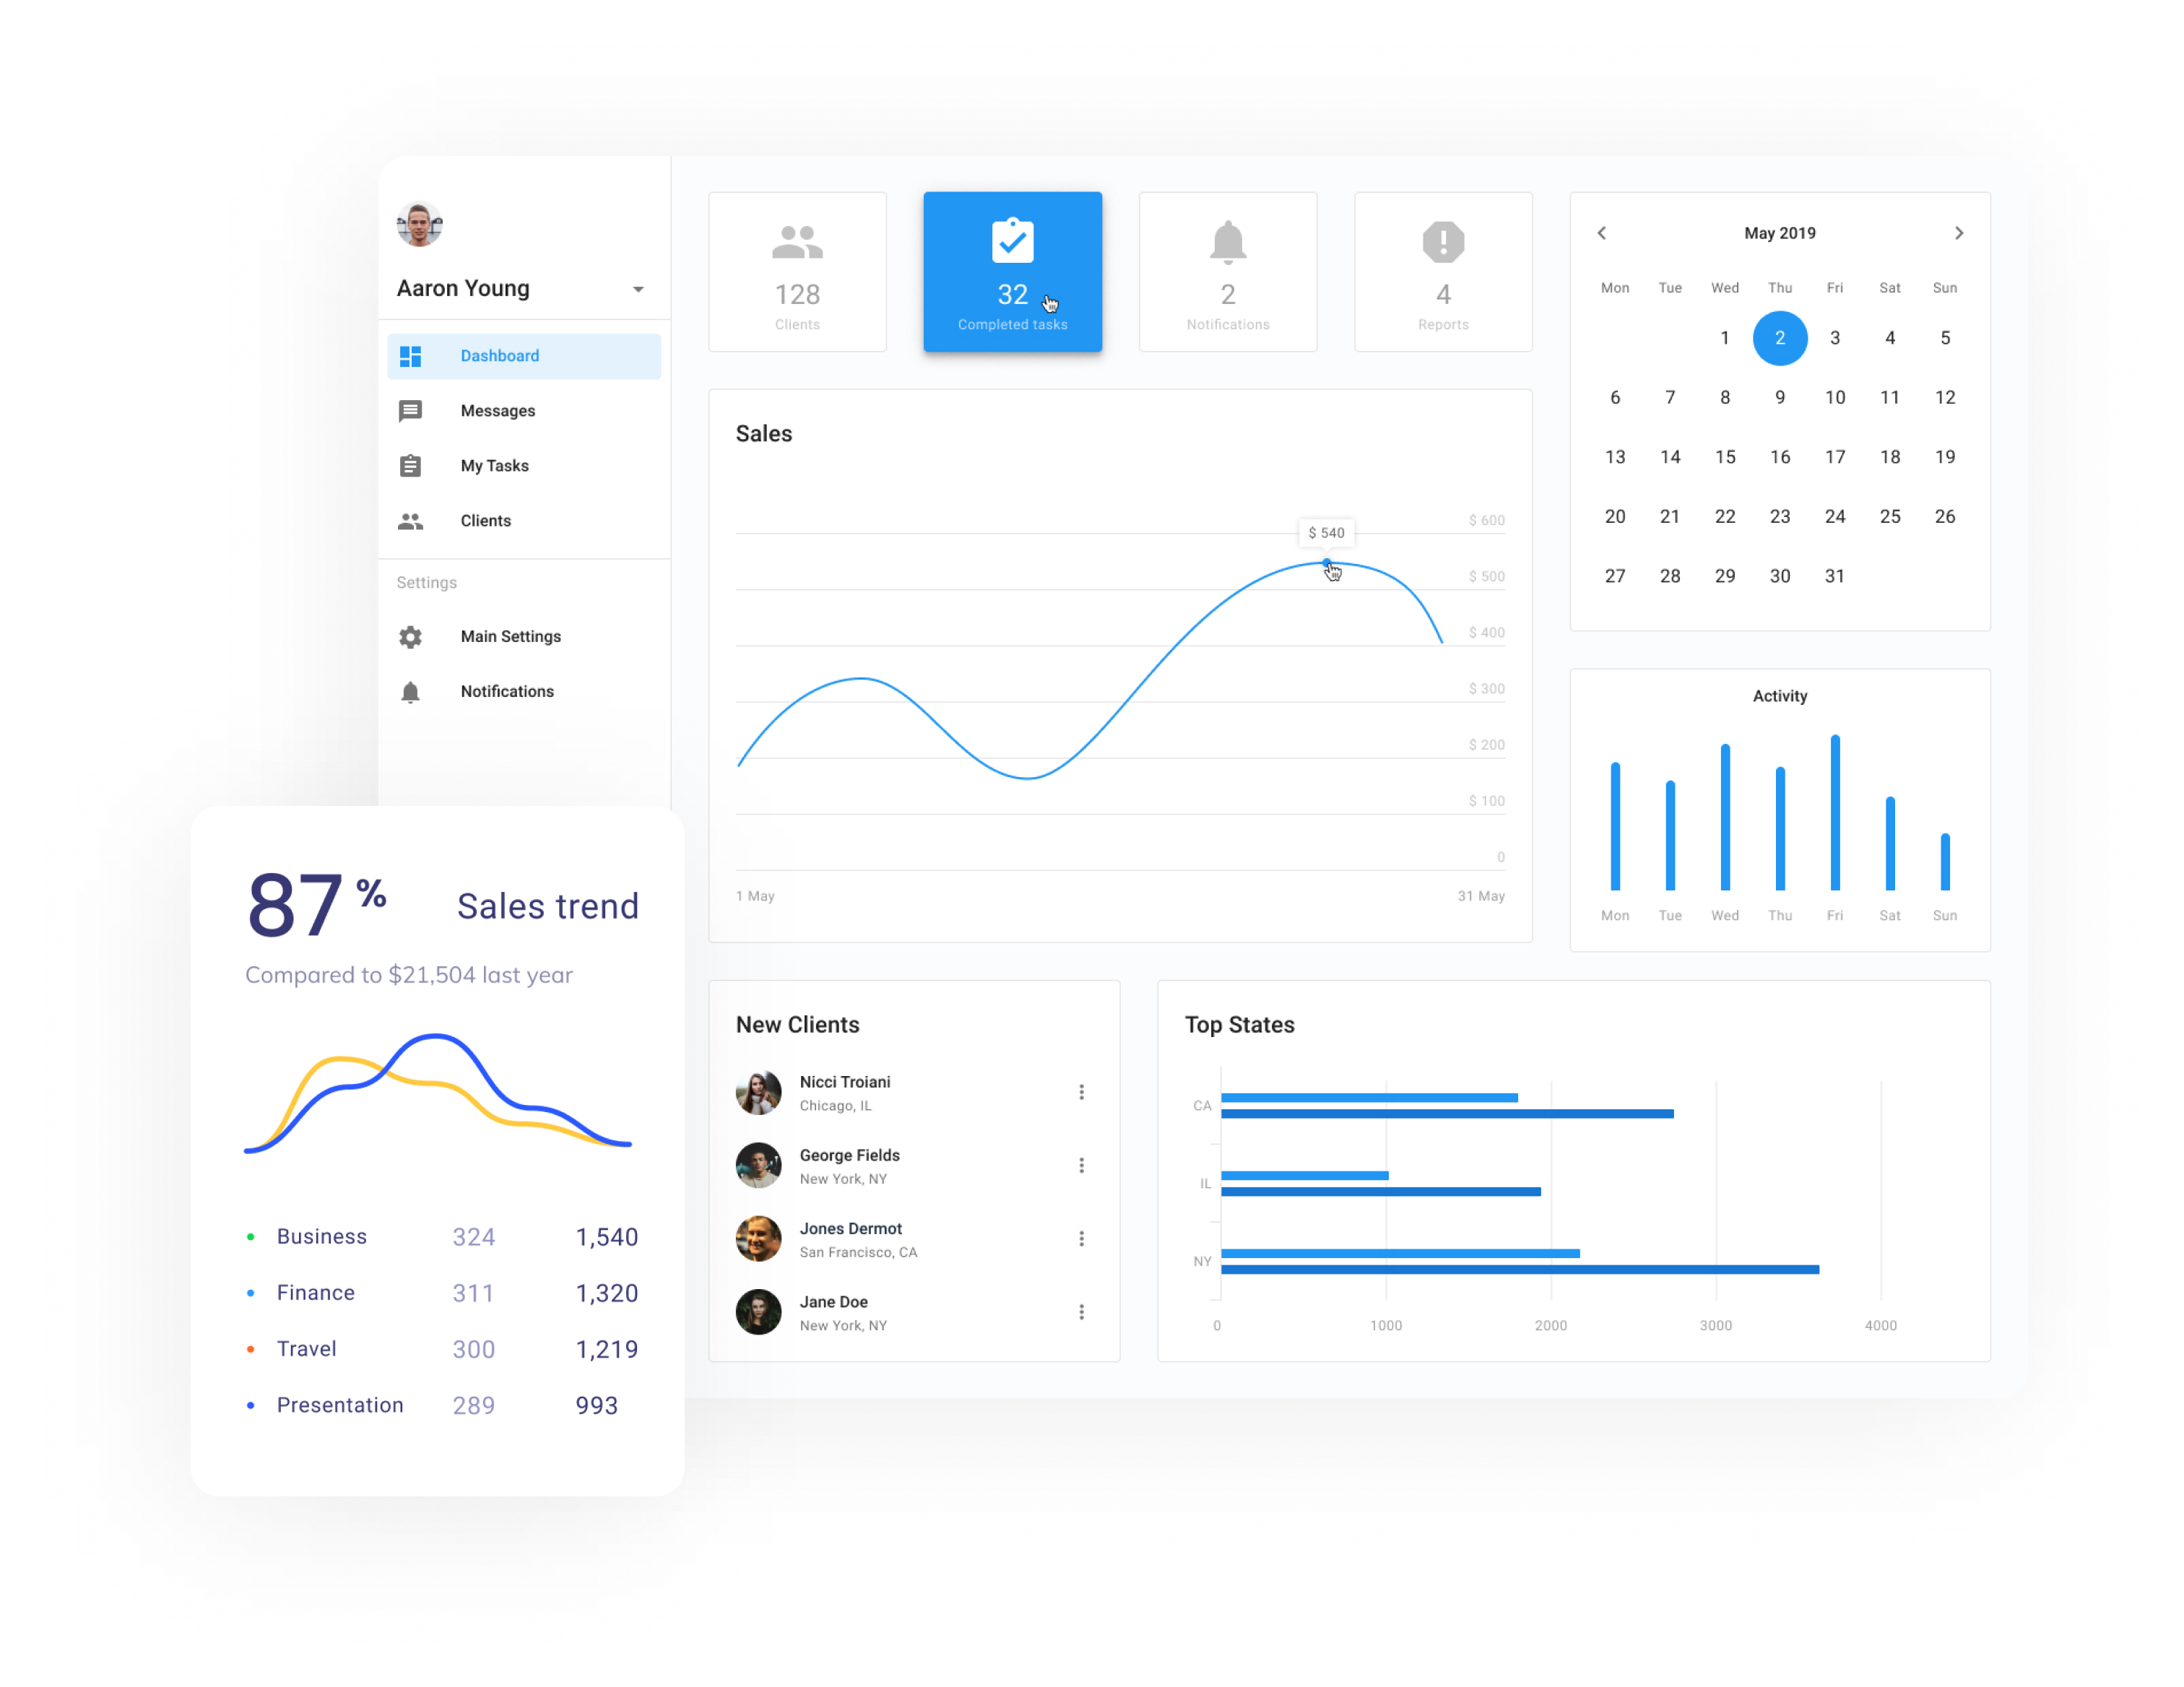 Aaron Young
Dashboard
Messages
My Tasks
Clients
Settings
Main Settings
Notifications
128
Clients
32
Completed tasks
2
Notifications
4
Reports
May 2019
Mon Tue Wed Thu Fri Sat Sun
1 2 3 4 5
6 7 8 9 10 11 12
13 14 15 16 17 18 19
20 21 22 23 24 25 26
27 28 29 30 31
Sales
$ 540
$ 600
$ 500
$ 400
$ 300
$ 200
$ 100
0
1 May 31 May
Activity
Mon Tue Wed Thu Fri Sat Sun
87 % Sales trend
Compared to $21,504 last year
Business 324 1,540
Finance 311 1,320
Travel 300 1,219
Presentation 289 993
New Clients
Nicci Troiani
Chicago, IL
George Fields
New York, NY
Jones Dermot
San Francisco, CA
Jane Doe
New York, NY
Top States
CA
IL
NY
0 1000 2000 3000 4000